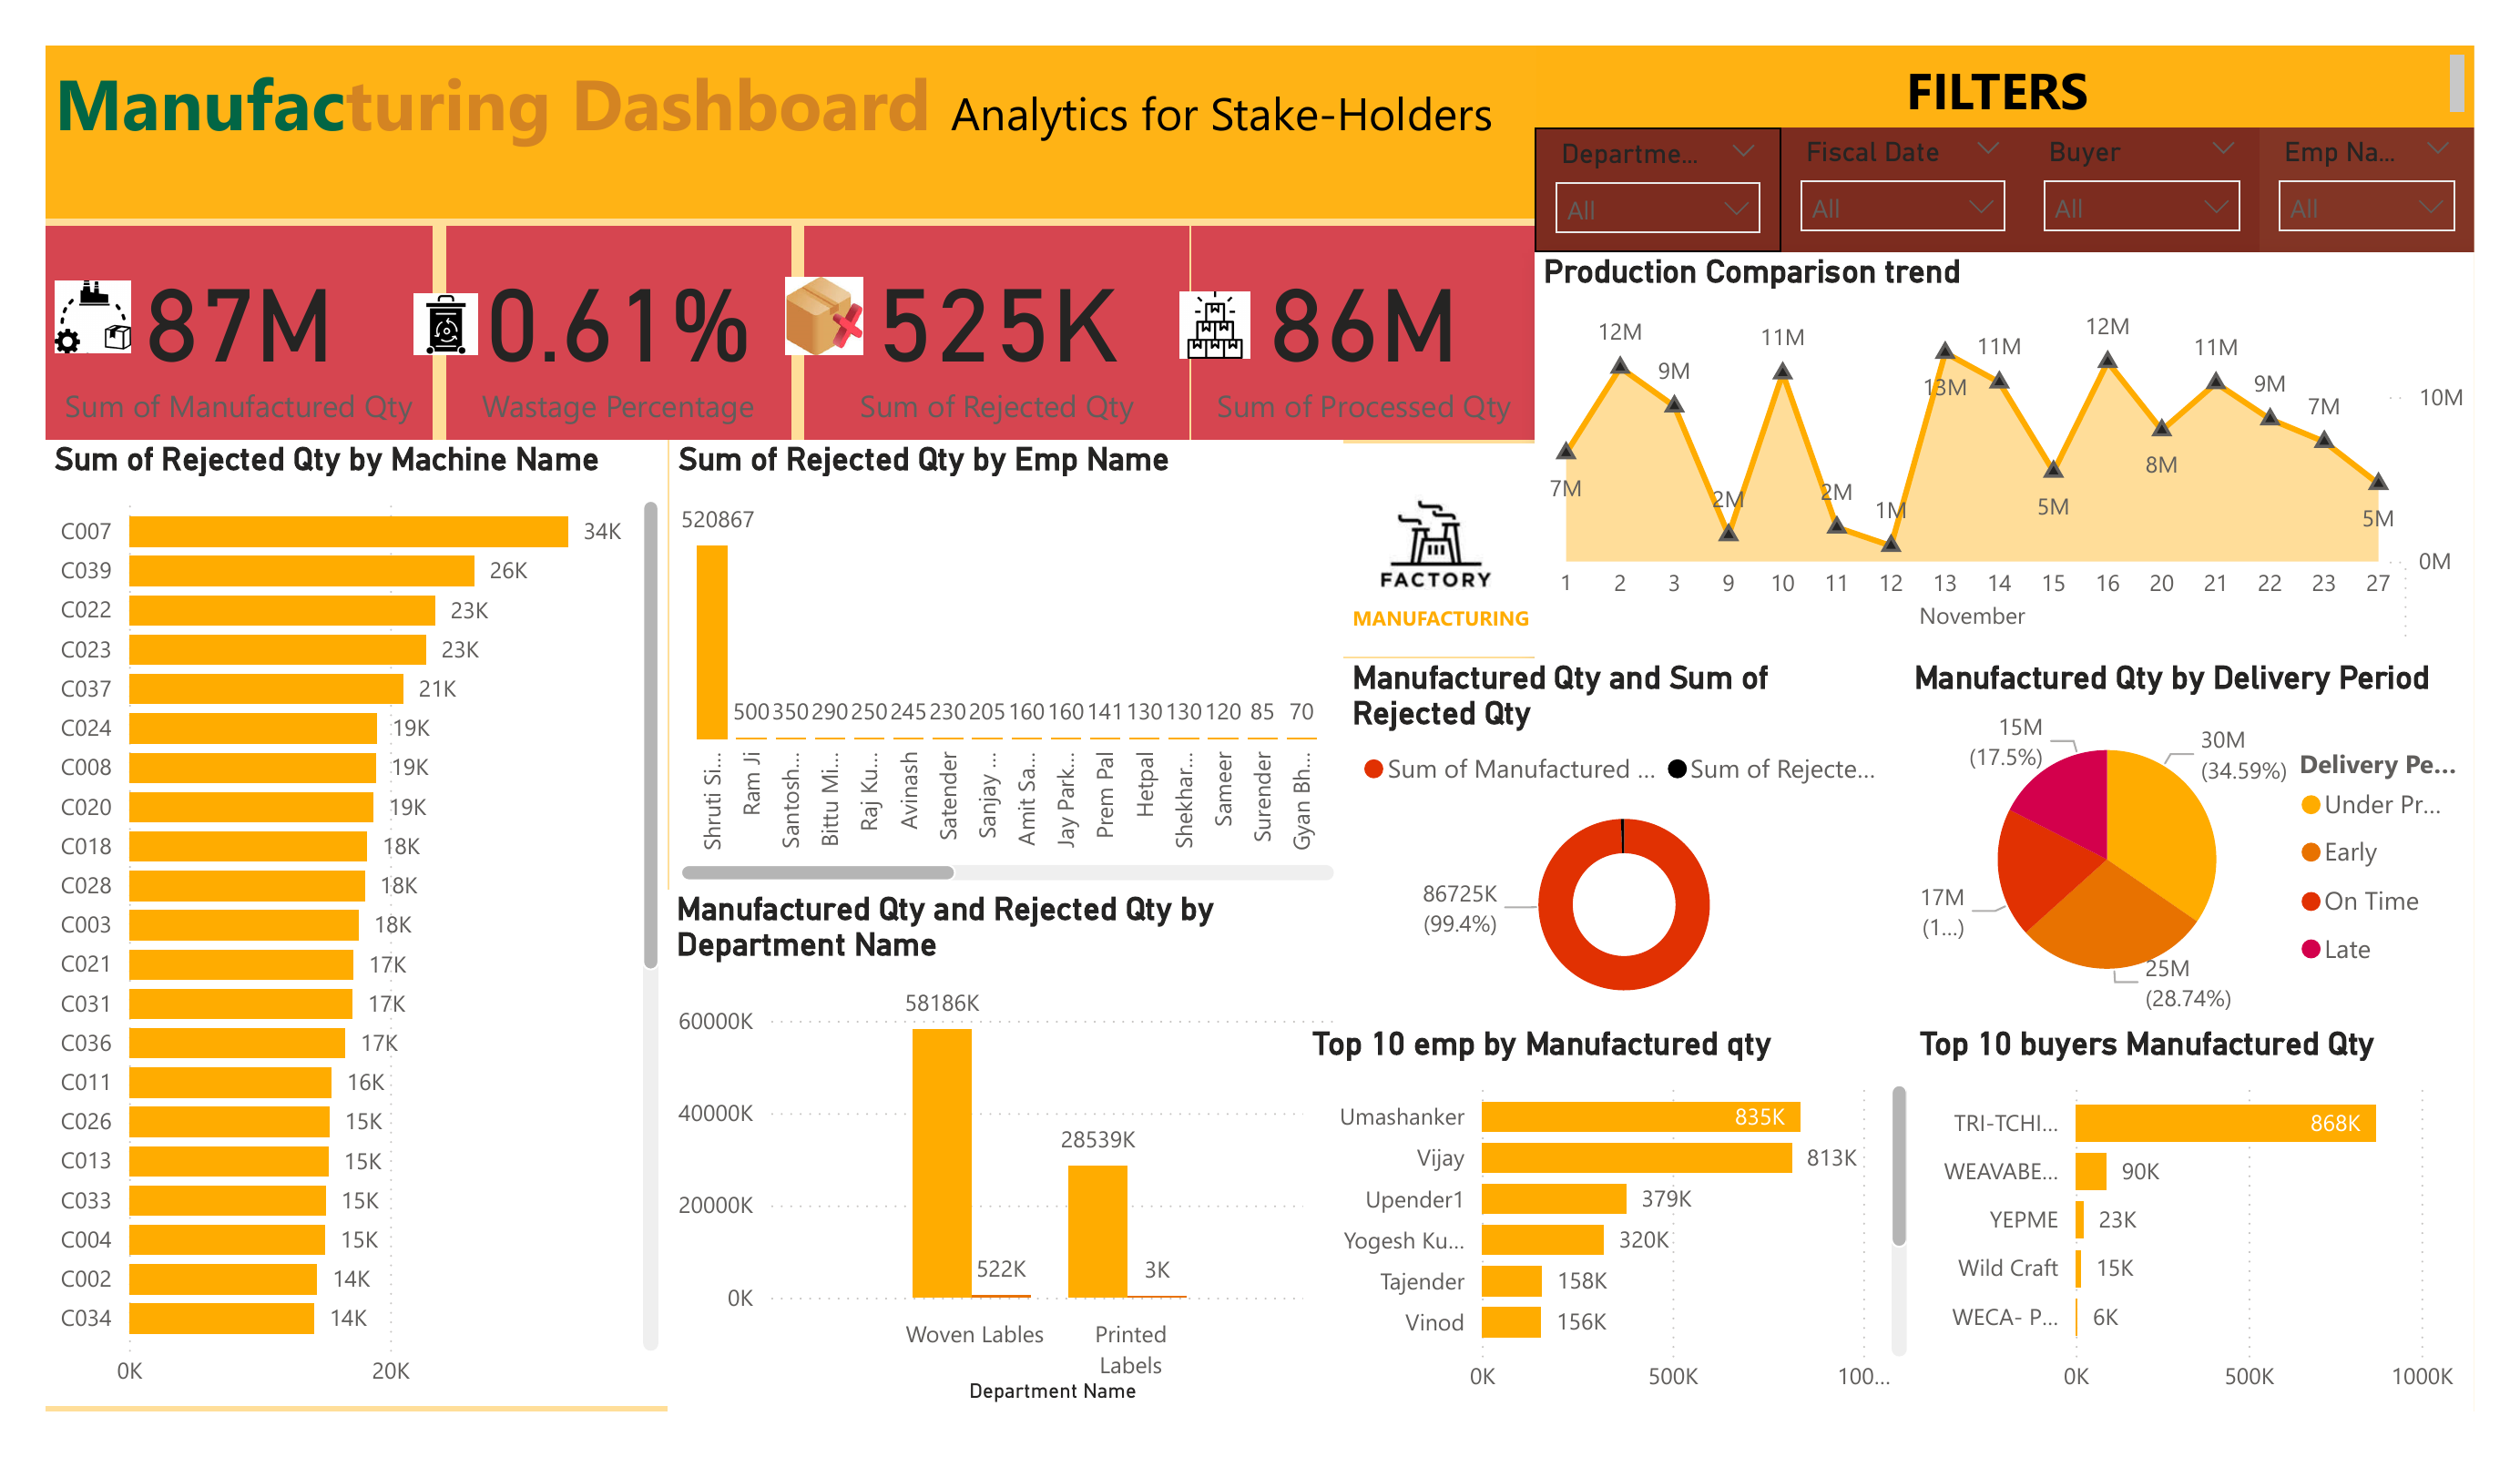 Manufacturing Dashboard Analytics for Stake-Holders
FILTERS
Departme...
All
Fiscal Date
All
Buyer
All
Emp Na...
All
87M
Sum of Manufactured Qty
0.61%
Wastage Percentage
525K
Sum of Rejected Qty
86M
Sum of Processed Qty
Production Comparison trend
7M
12M
9M
2M
11M
2M
1M
13M
11M
5M
12M
8M
11M
9M
7M
5M
10M
0M
1 2 3 9 10 11 12 13 14 15 16 20 21 22 23 27
November
Sum of Rejected Qty by Machine Name
C007 34K
C039 26K
C022 23K
C023 23K
C037 21K
C024 19K
C008 19K
C020 19K
C018 18K
C028 18K
C003 18K
C021 17K
C031 17K
C036 17K
C011 16K
C026 15K
C013 15K
C033 15K
C004 15K
C002 14K
C034 14K
0K 20K
Sum of Rejected Qty by Emp Name
520867
500 350 290 250 245 230 205 160 160 141 130 130 120 85 70
Shruti Si...
Ram Ji
Santosh...
Bittu Mi...
Raj Ku...
Avinash
Satender
Sanjay ...
Amit Sa...
Jay Park...
Prem Pal
Hetpal
Shekhar...
Sameer
Surender
Gyan Bh...
FACTORY
MANUFACTURING
Manufactured Qty and Rejected Qty by
Department Name
60000K
40000K
20000K
0K
58186K
522K
28539K
3K
Woven Lables
Printed
Labels
Department Name
Manufactured Qty and Sum of
Rejected Qty
Sum of Manufactured ...
Sum of Rejecte...
86725K
(99.4%)
Manufactured Qty by Delivery Period
15M
(17.5%)
30M
(34.59%)
17M
(1...)
25M
(28.74%)
Delivery Pe...
Under Pr...
Early
On Time
Late
Top 10 emp by Manufactured qty
Umashanker 835K
Vijay 813K
Upender1 379K
Yogesh Ku... 320K
Tajender 158K
Vinod 156K
0K 500K 100...
Top 10 buyers Manufactured Qty
TRI-TCHI... 868K
WEAVABE... 90K
YEPME 23K
Wild Craft 15K
WECA- P... 6K
0K 500K 1000K